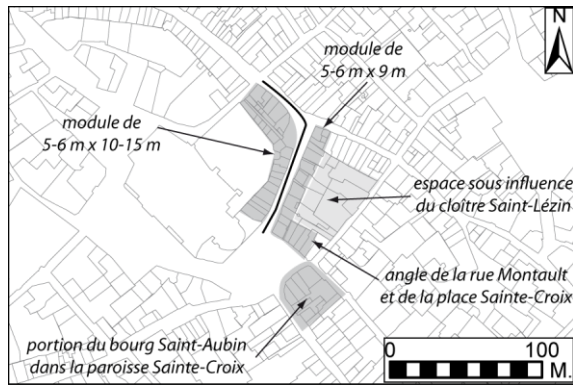 N
module de
5-6 m x 9 m
module de
5-6 m x 10-15 m
espace sous influence
du cloître Saint-Lézin
angle de la rue Montault
et de la place Sainte-Croix
portion du bourg Saint-Aubin
dans la paroisse Sainte-Croix
0 100
M.